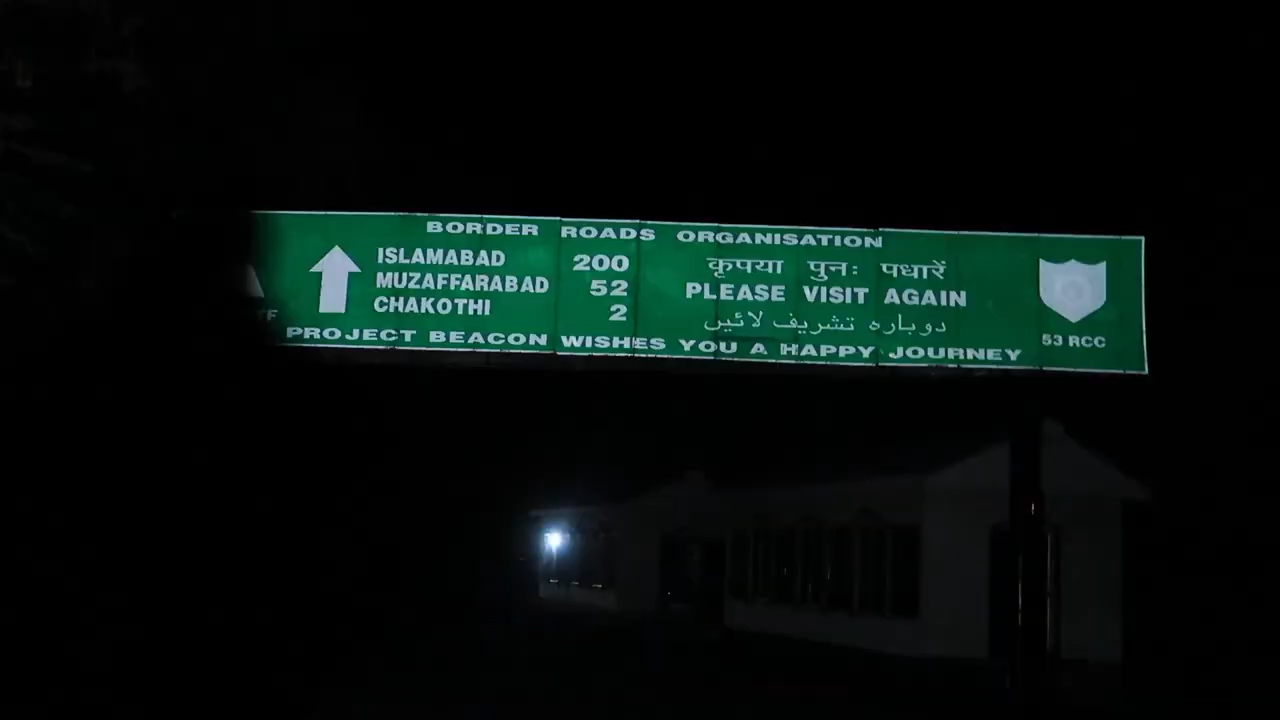 BORDER ROADS ORGANISATION
ISLAMABAD 200
MUZAFFARABAD 52
CHAKOTHI 2
कृपया पुनः पधारें
PLEASE VISIT AGAIN
دوبارہ تشریف لائیں
PROJECT BEACON WISHES YOU A HAPPY JOURNEY
53 RCC